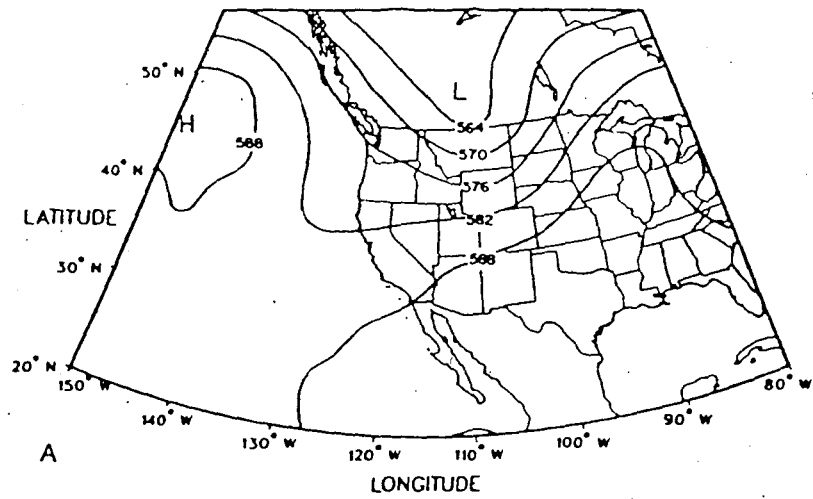 50° N
H
588
L
564
570
40° N
576
LATITUDE
582
588
30° N
20° N
150° W
80° W
140° W
90° W
130° W
120° W
110° W
100° W
A
LONGITUDE